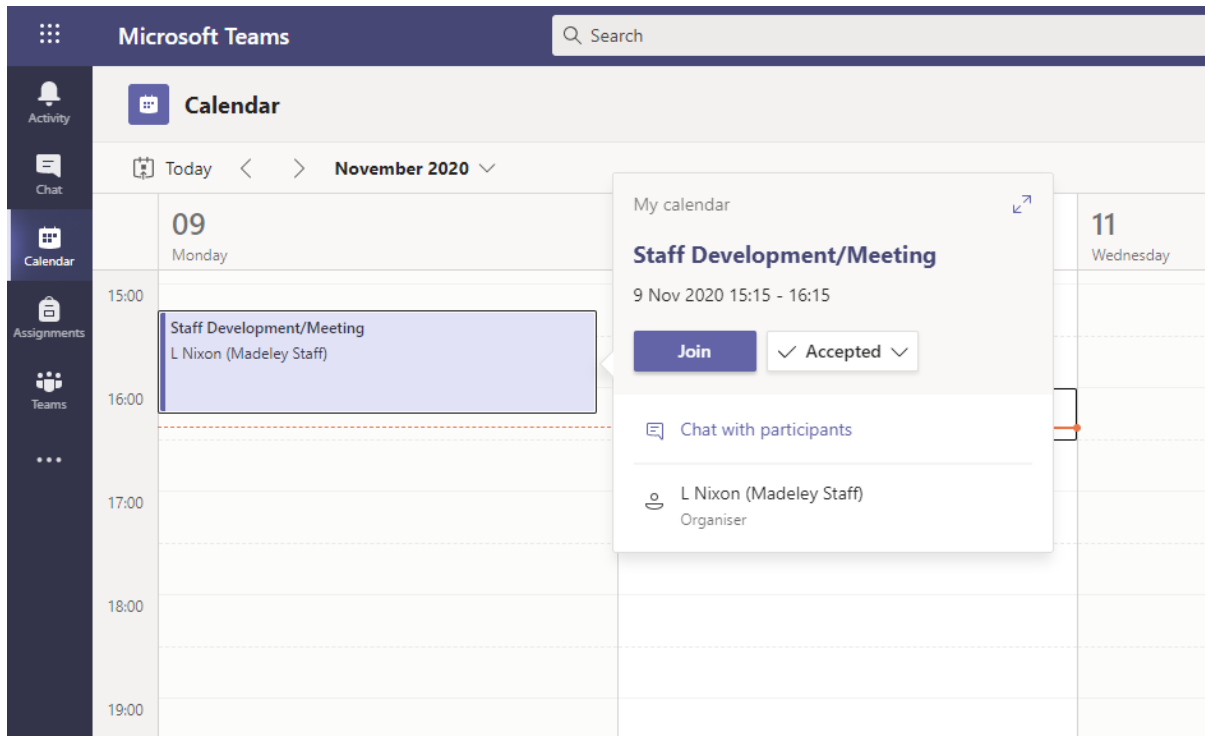 Microsoft Teams
Search
Activity
Chat
Calendar
Assignments
Teams
Calendar
Today
November 2020
09
Monday
11
Wednesday
15:00
16:00
17:00
18:00
19:00
Staff Development/Meeting
L Nixon (Madeley Staff)
My calendar
Staff Development/Meeting
9 Nov 2020 15:15 - 16:15
Join
Accepted
Chat with participants
L Nixon (Madeley Staff)
Organiser